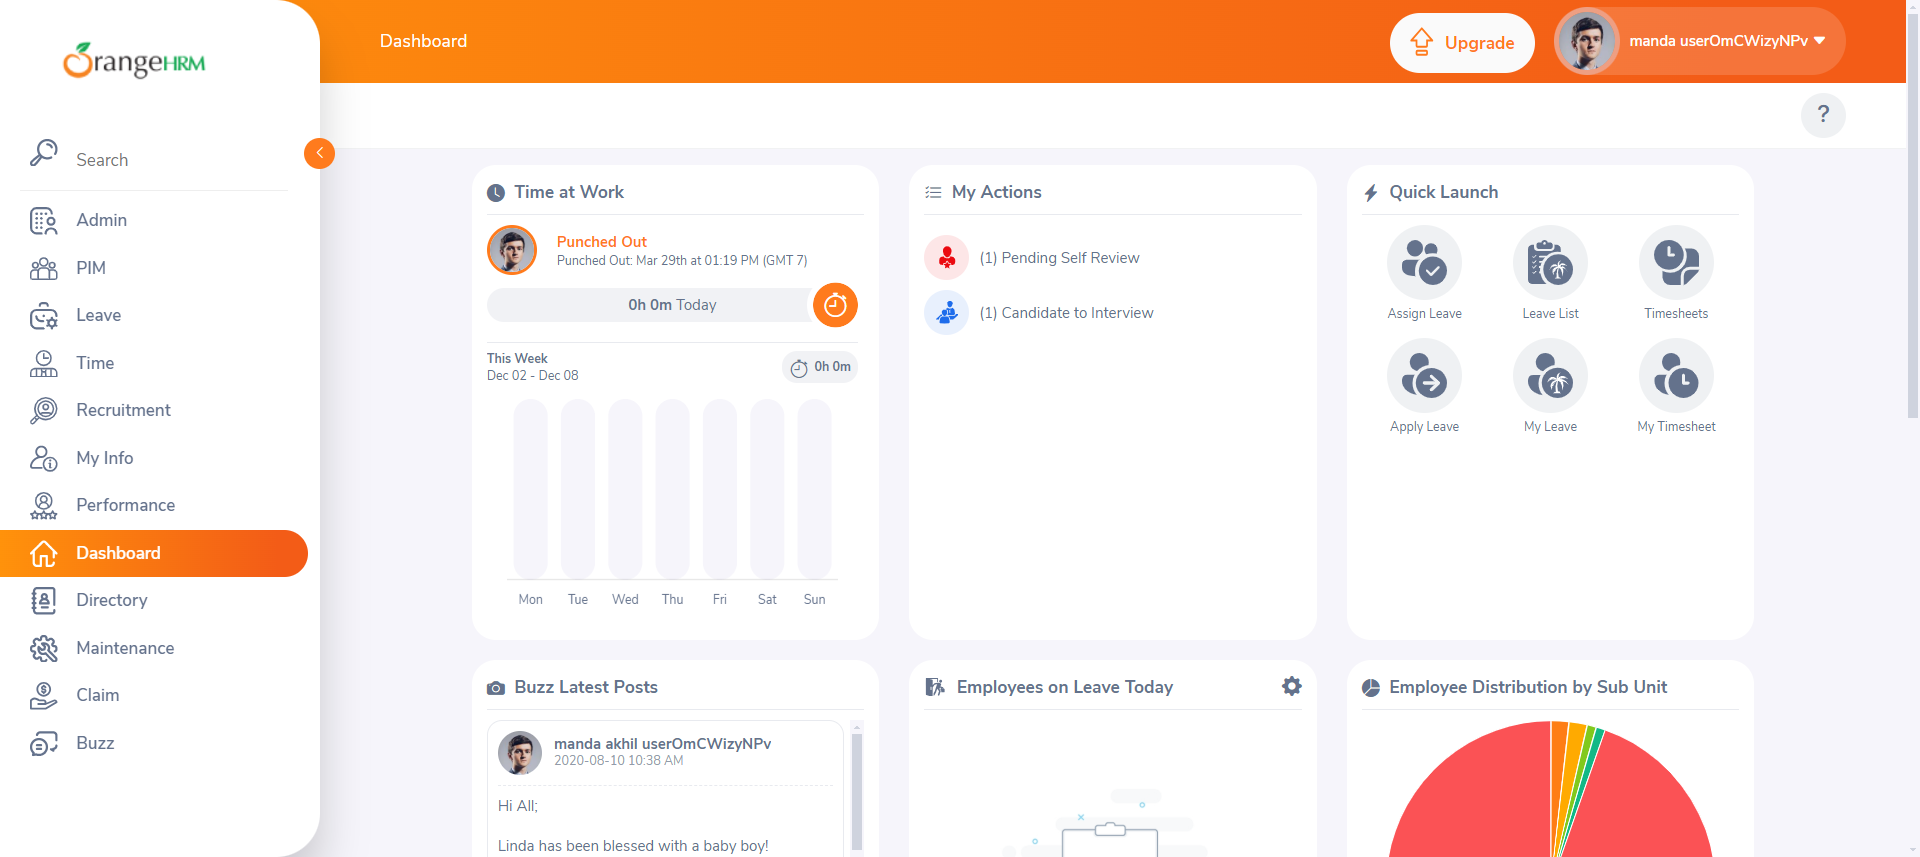 OrangeHRM
Search
Admin
PIM
Leave
Time
Recruitment
My Info
Performance
Dashboard
Directory
Maintenance
Claim
Buzz
Dashboard
Upgrade
manda userOmCWizyNPv
?
Time at Work
Punched Out
Punched Out: Mar 29th at 01:19 PM (GMT 7)
0h 0m Today
This Week
Dec 02 - Dec 08
0h 0m
Mon Tue Wed Thu Fri Sat Sun
My Actions
(1) Pending Self Review
(1) Candidate to Interview
Quick Launch
Assign Leave Leave List Timesheets
Apply Leave My Leave My Timesheet
Buzz Latest Posts
manda akhil userOmCWizyNPv
2020-08-10 10:38 AM
Hi All;
Linda has been blessed with a baby boy!
Employees on Leave Today
Employee Distribution by Sub Unit